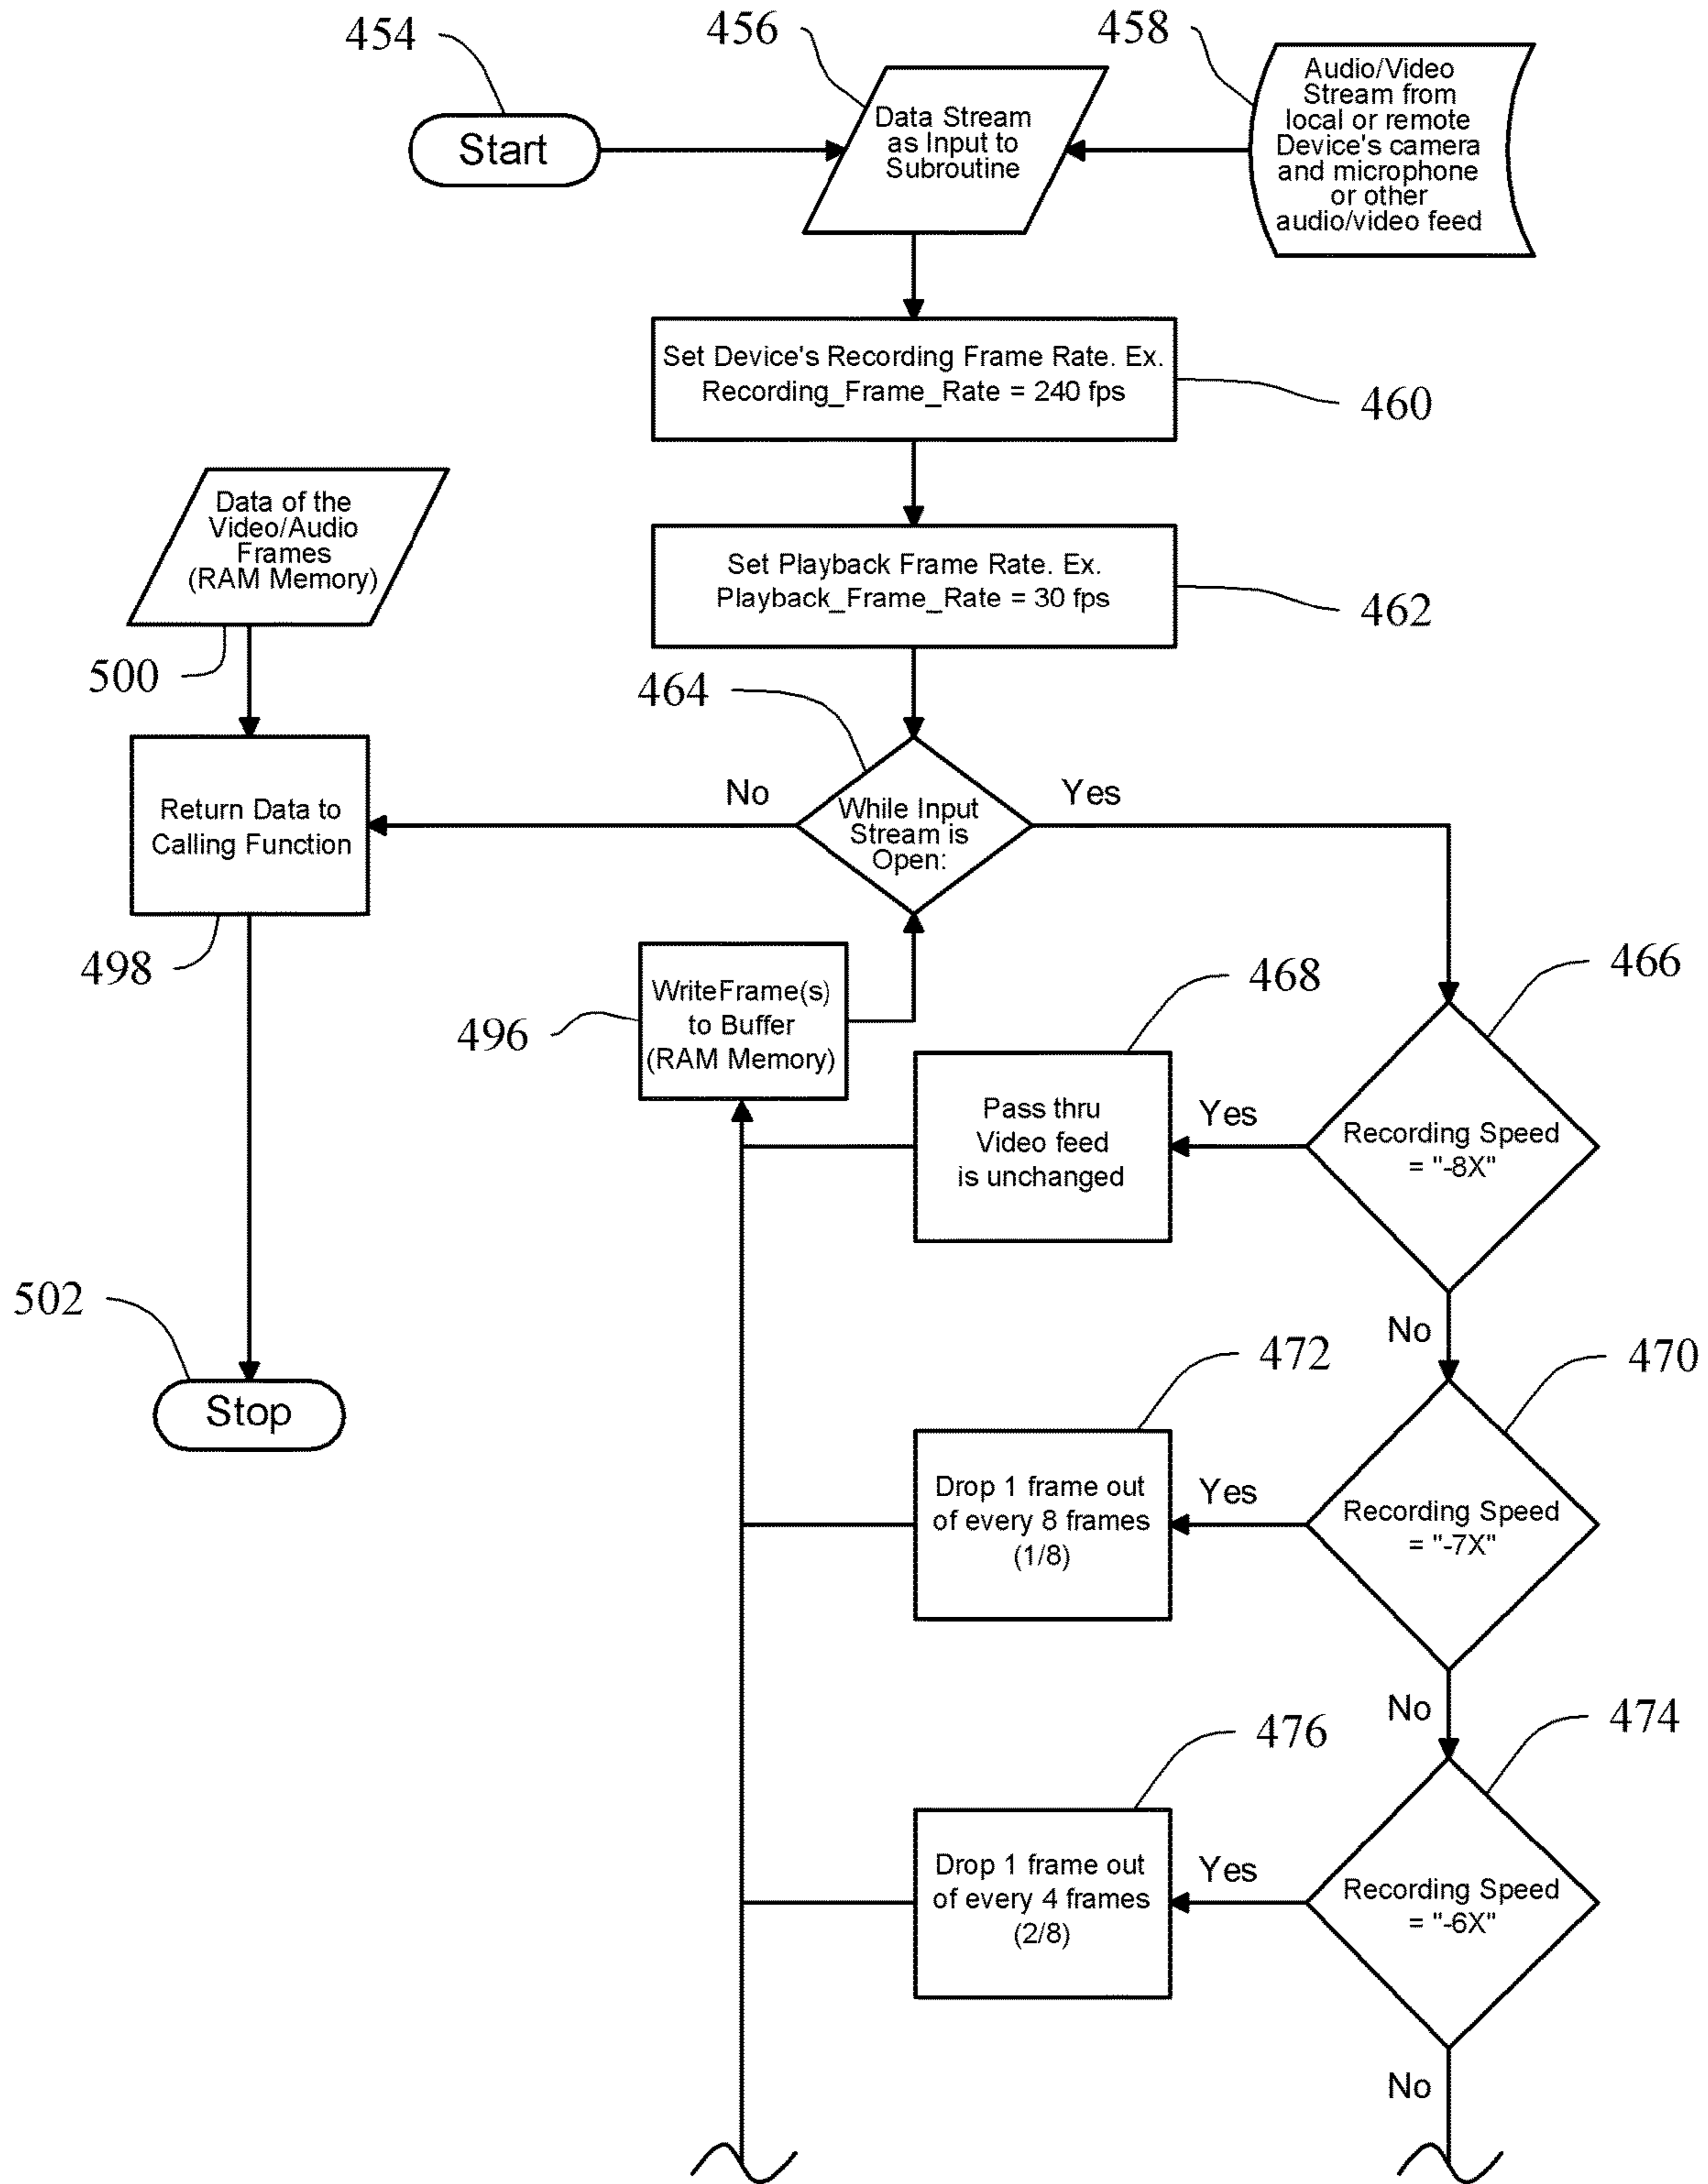 454
456
458
Start
Data Stream
as Input to
Subroutine
Audio/Video
Stream from
local or remote
Device's camera
and microphone
or other
audio/video feed
Set Device's Recording Frame Rate. Ex.
Recording_Frame_Rate = 240 fps
460
Data of the
Video/Audio
Frames
(RAM Memory)
500
Set Playback Frame Rate. Ex.
Playback_Frame_Rate = 30 fps
462
464
No
Yes
While Input
Stream is
Open:
Return Data to
Calling Function
498
WriteFrame(s)
to Buffer
(RAM Memory)
496
468
466
Pass thru
Video feed
is unchanged
Yes
Recording Speed
= "-8X"
No
502
Stop
472
470
Drop 1 frame out
of every 8 frames
(1/8)
Yes
Recording Speed
= "-7X"
No
476
474
Drop 1 frame out
of every 4 frames
(2/8)
Yes
Recording Speed
= "-6X"
No